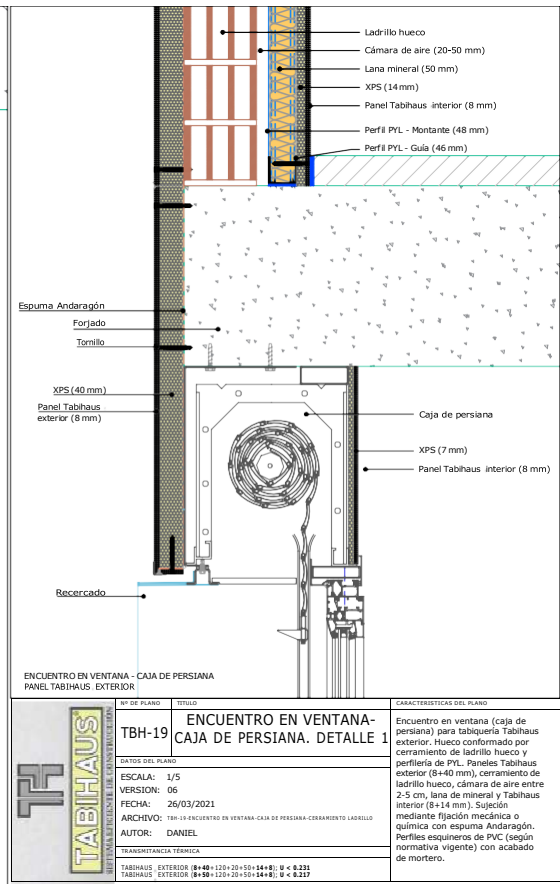 Ladrillo hueco
Cámara de aire (20-50 mm)
Lana mineral (50 mm)
XPS (14 mm)
Panel Tabihaus interior (8 mm)
Perfil PYL - Montante (48 mm)
Perfil PYL - Guía (46 mm)
Espuma Andaragón
Forjado
Tornillo
XPS (40 mm)
Panel Tabihaus
exterior (8 mm)
Caja de persiana
XPS (7 mm)
Panel Tabihaus interior (8 mm)
Recercado
ENCUENTRO EN VENTANA - CAJA DE PERSIANA
PANEL TABIHAUS EXTERIOR
TABIHAUS
SISTEMA EFICIENTE DE CONSTRUCCIÓN
Nº DE PLANO
TBH-19
TITULO
ENCUENTRO EN VENTANA-
CAJA DE PERSIANA. DETALLE 1
DATOS DEL PLANO
ESCALA: 1/5
VERSION: 06
FECHA: 26/03/2021
ARCHIVO: TBH-19-ENCUENTRO EN VENTANA-CAJA DE PERSIANA-CERRAMIENTO LADRILLO
AUTOR: DANIEL
TRANSMITANCIA TÉRMICA
TABIHAUS EXTERIOR (8+40+120+20+50+14+8); U < 0.231
TABIHAUS EXTERIOR (8+50+120+20+50+14+8); U < 0.217
CARACTERISTICAS DEL PLANO
Encuentro en ventana (caja de
persiana) para tabiquería Tabihaus
exterior. Hueco conformado por
cerramiento de ladrillo hueco y
perfilería de PYL. Paneles Tabihaus
exterior (8+40 mm), cerramiento de
ladrillo hueco, cámara de aire entre
2-5 cm, lana de mineral y Tabihaus
interior (8+14 mm). Sujeción
mediante fijación mecánica o
química con espuma Andaragón.
Perfiles esquineros de PVC (según
normativa vigente) con acabado
de mortero.